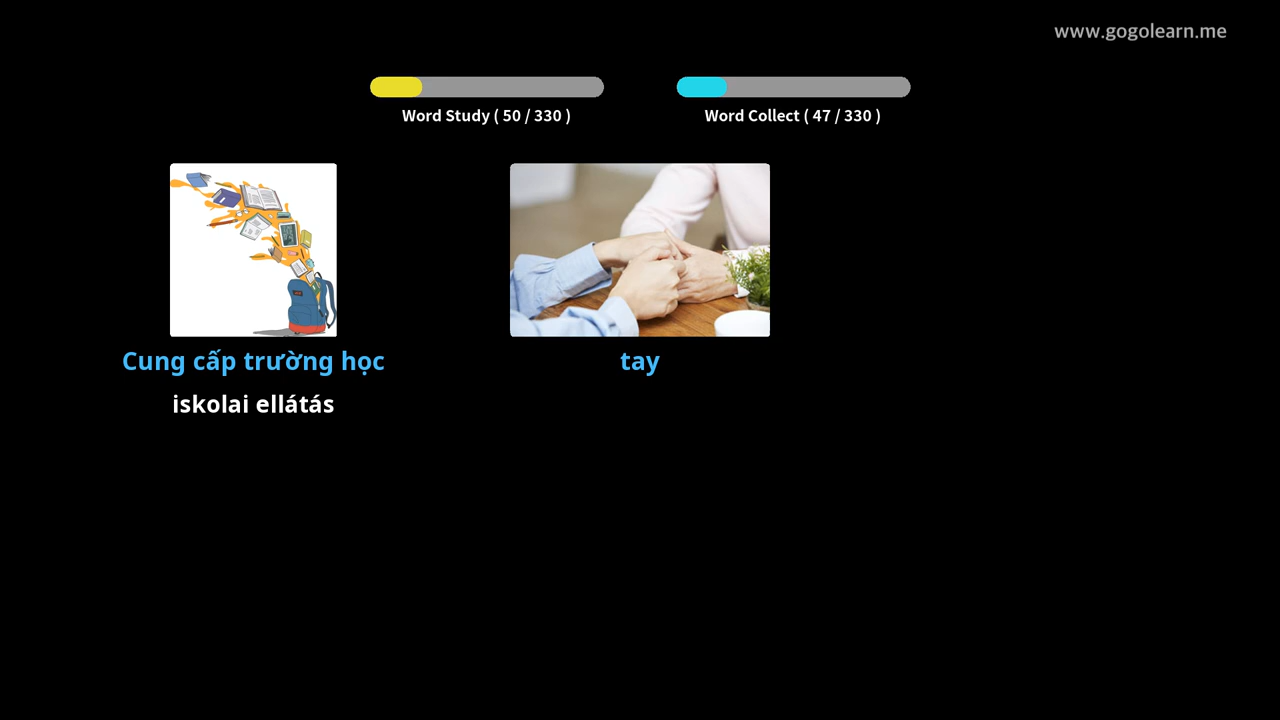 www.gogolearn.me
Word Study ( 50 / 330 )
Word Collect ( 47 / 330 )
Cung cấp trường học
iskolai ellátás
tay